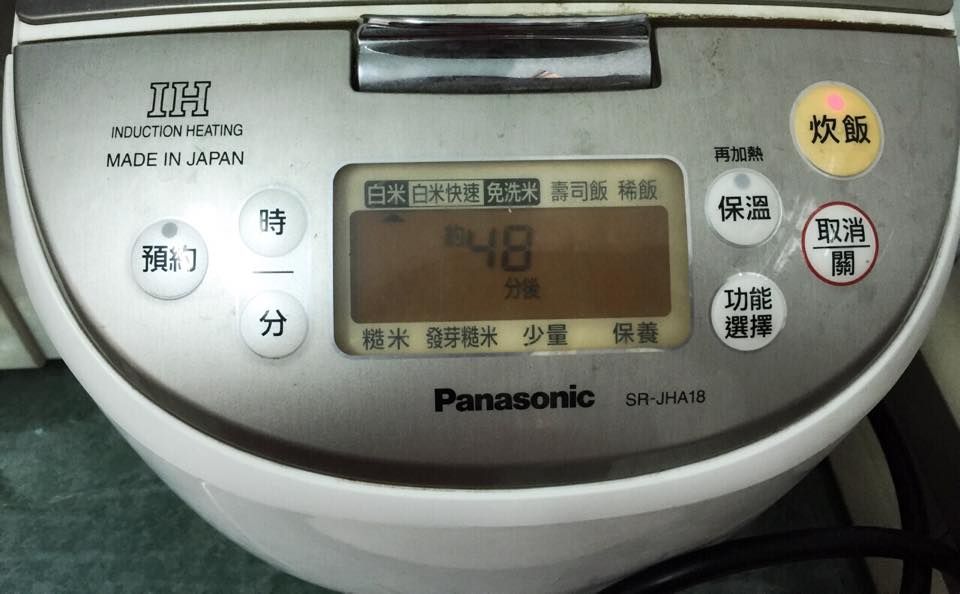 IH
INDUCTION HEATING
MADE IN JAPAN
預約
時
分
白米 白米快速 免洗米 壽司飯 稀飯
約48
分後
糙米 發芽糙米 少量 保養
Panasonic SR-JHA18
再加熱
保溫
功能
選擇
炊飯
取消
關